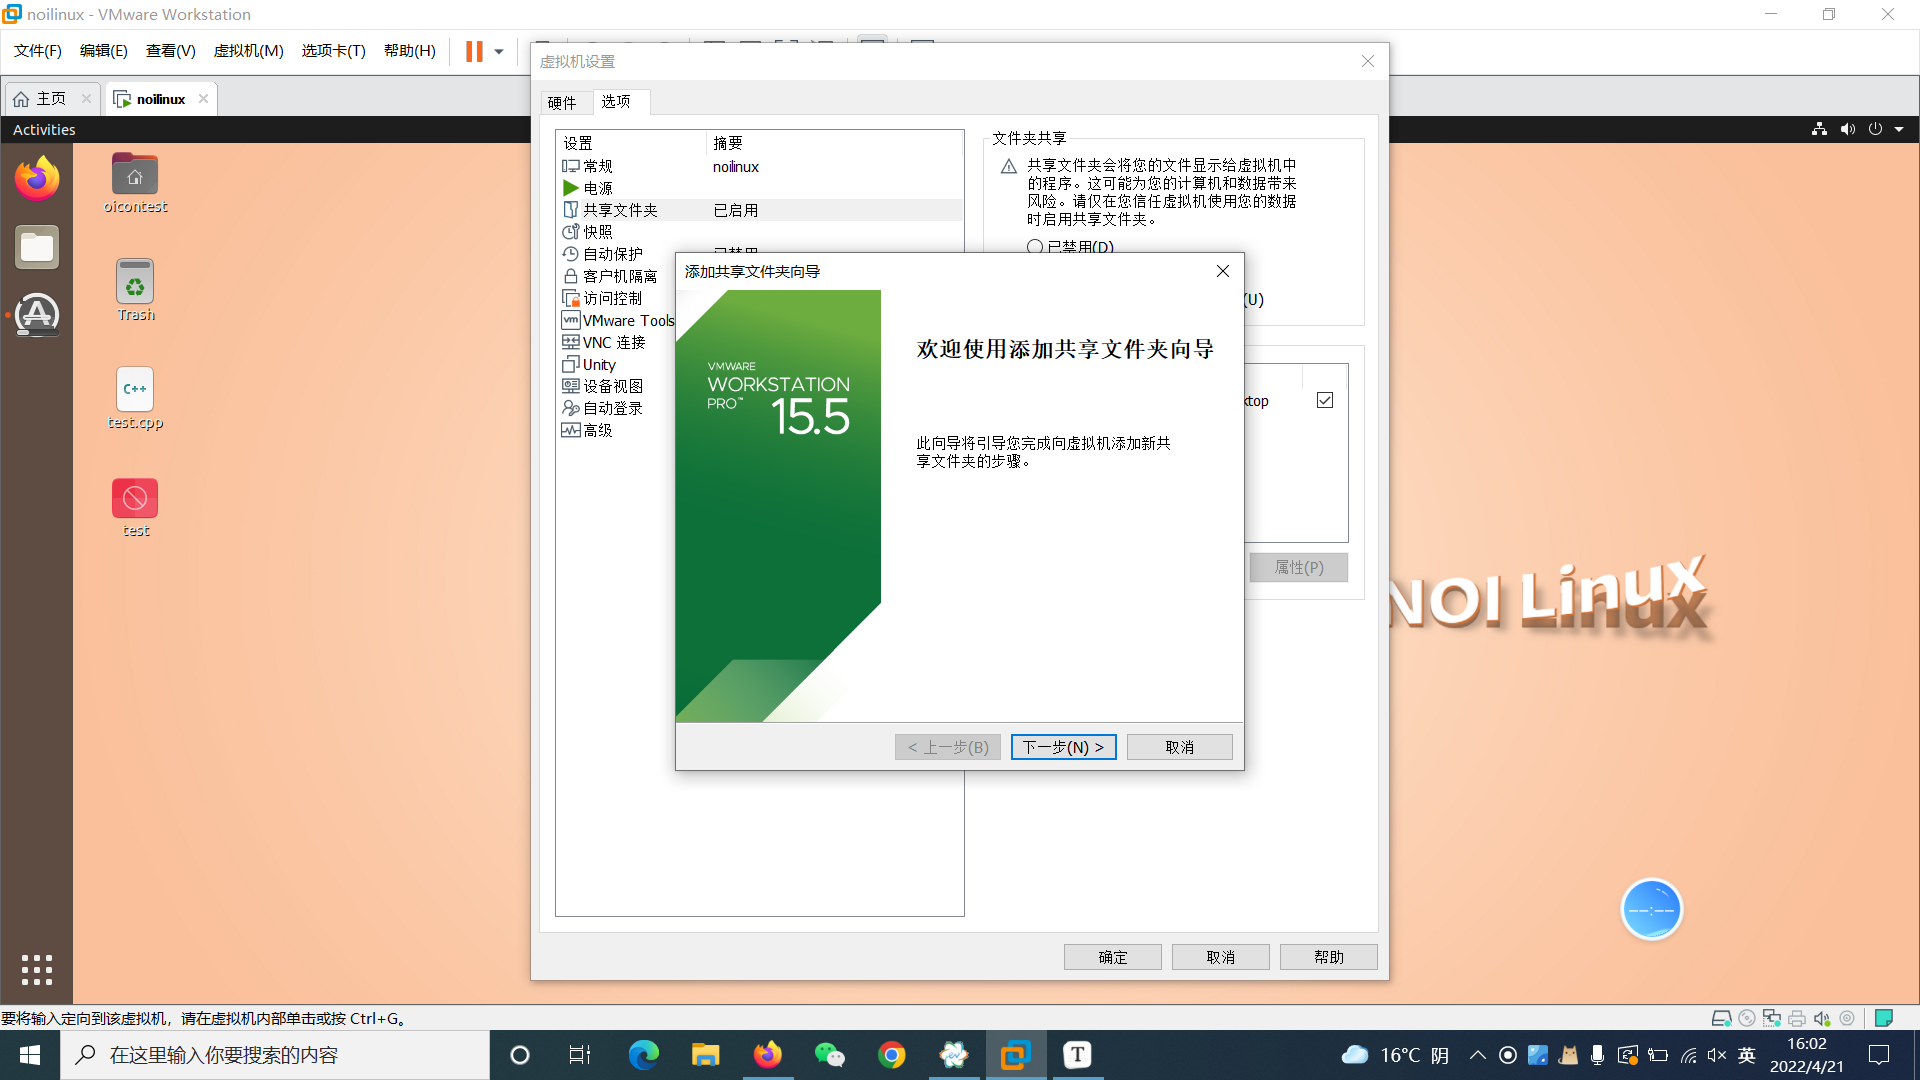 noilinux - VMware Workstation
文件(F) 编辑(E) 查看(V) 虚拟机(M) 选项卡(T) 帮助(H)
主页
noilinux
Activities
oicontest
Trash
C++
test.cpp
test
虚拟机设置
硬件 选项
设置 摘要
常规 noilinux
电源
共享文件夹 已启用
快照
自动保护 已禁用
客户机隔离
访问控制
VMware Tools
VNC 连接
Unity
设备视图
自动登录
高级
文件夹共享
共享文件夹会将您的文件显示给虚拟机中
的程序。这可能为您的计算机和数据带来
风险。请仅在您信任虚拟机使用您的数据
时启用共享文件夹。
已禁用(D)
(U)
ktop
属性(P)
添加共享文件夹向导
VMWARE
WORKSTATION
PRO™ 15.5
欢迎使用添加共享文件夹向导
此向导将引导您完成向虚拟机添加新共
享文件夹的步骤。
< 上一步(B) 下一步(N) > 取消
确定 取消 帮助
NOI Linux
要将输入定向到该虚拟机，请在虚拟机内部单击或按 Ctrl+G。
在这里输入你要搜索的内容
T
16°C 阴
英
16:02
2022/4/21